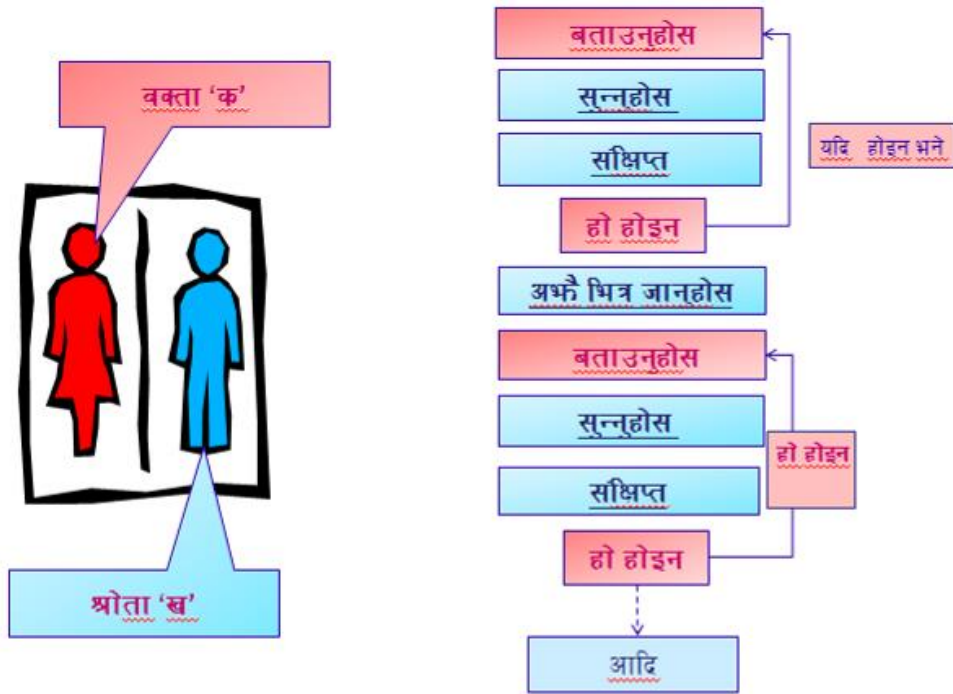 वक्ता ‘क’
श्रोता ‘ख’
बताउनुहोस
सुन्नुहोस
संक्षिप्त
हो होइन
यदि होइन भने
अझै भित्र जानुहोस
बताउनुहोस
सुन्नुहोस
संक्षिप्त
हो होइन
हो होइन
आदि